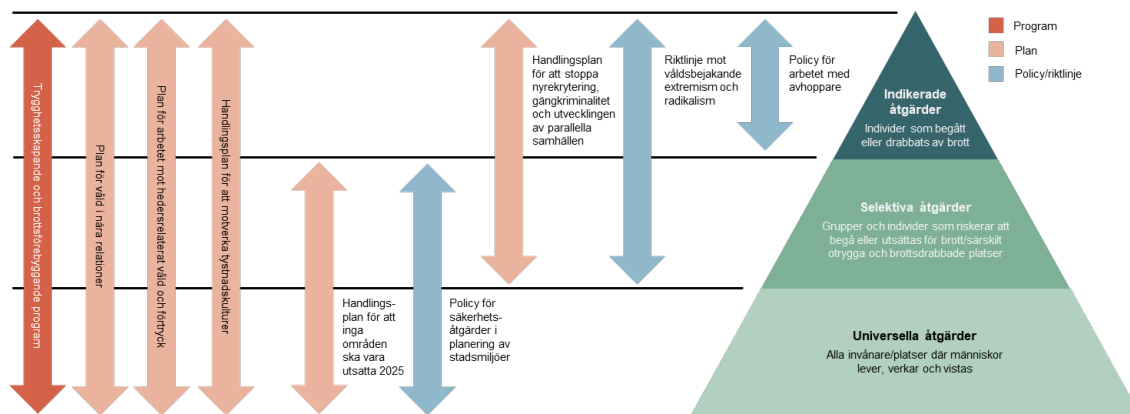 Trygghetsskapande och brottsförebyggande program
Plan för våld i nära relationer
Plan för arbetet mot hedersrelaterat våld och förtryck
Handlingsplan för att motverka tystnadskulturer
Handlings-
plan för att
inga
områden
ska vara
utsatta 2025
Policy för
säkerhets-
åtgärder i
planering av
stadsmiljöer
Handlingsplan
för att stoppa
nyrekrytering,
gängkriminalitet
och utvecklingen
av parallella
samhällen
Riktlinje mot
våldsbejakande
extremism och
radikalism
Policy för
arbetet med
avhoppare
Program
Plan
Policy/riktlinje
Indikerade
åtgärder
Individer som begått
eller drabbats av brott
Selektiva åtgärder
Grupper och individer som riskerar att
begå eller utsättas för brott/särskilt
otrygga och brottsdrabbade platser
Universella åtgärder
Alla invånare/platser där människor
lever, verkar och vistas